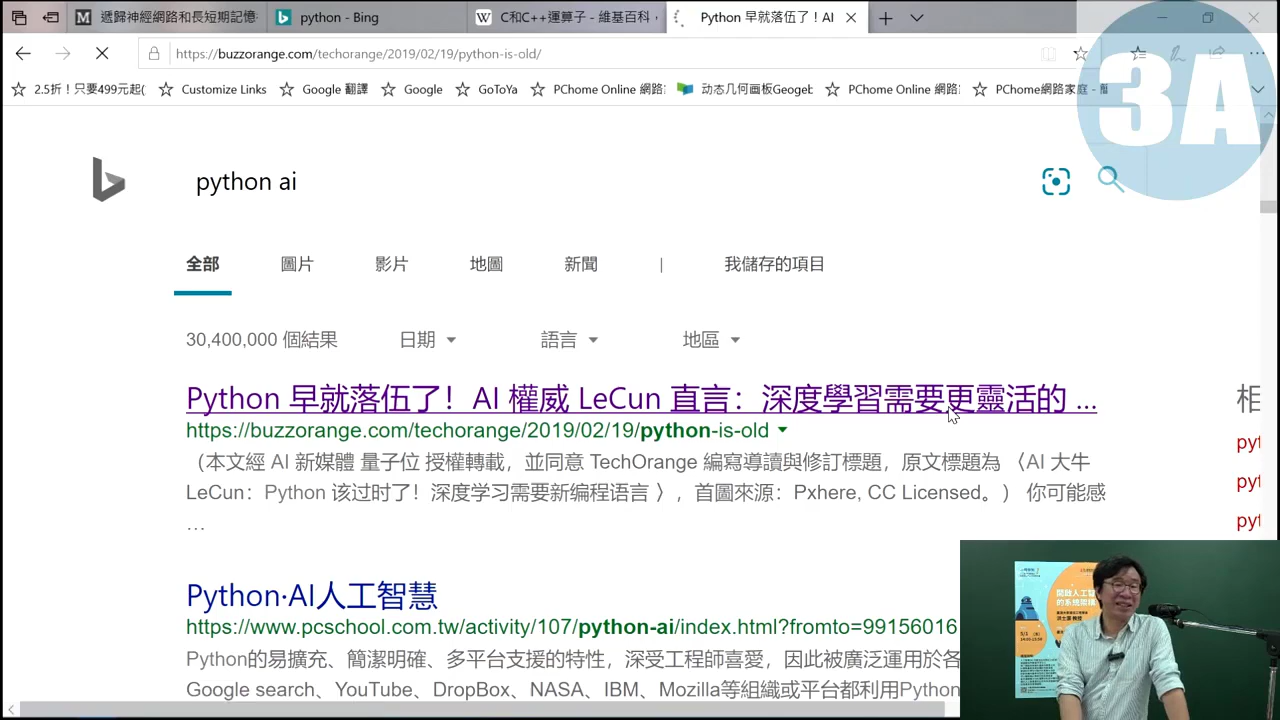 遞歸神經網路和長短期記憶
python - Bing
C和C++運算子 - 維基百科，
Python 早就落伍了！AI
https://buzzorange.com/techorange/2019/02/19/python-is-old/
2.5折！只要499元起(
Customize Links
Google 翻譯
Google
GoToYa
PChome Online 網路
动态几何画板Geogeb
PChome Online 網路
PChome網路家庭 -
3A
python ai
全部
圖片
影片
地圖
新聞
|
我儲存的項目
30,400,000 個結果
日期
語言
地區
Python 早就落伍了！AI 權威 LeCun 直言：深度學習需要更靈活的 ...
相
https://buzzorange.com/techorange/2019/02/19/python-is-old
pyt
（本文經 AI 新媒體 量子位 授權轉載，並同意 TechOrange 編寫導讀與修訂標題，原文標題為 〈AI 大牛
pyt
LeCun：Python 该过时了！深度学习需要新编程语言 〉，首圖來源：Pxhere, CC Licensed。） 你可能感
pyt
…
Python·AI人工智慧
https://www.pcschool.com.tw/activity/107/python-ai/index.html?fromto=99156016
Python的易擴充、簡潔明確、多平台支援的特性，深受工程師喜愛，因此被廣泛運用於各
Google search、YouTube、DropBox、NASA、IBM、Mozilla等組織或平台都利用Python
開啟人工智
的系統架構